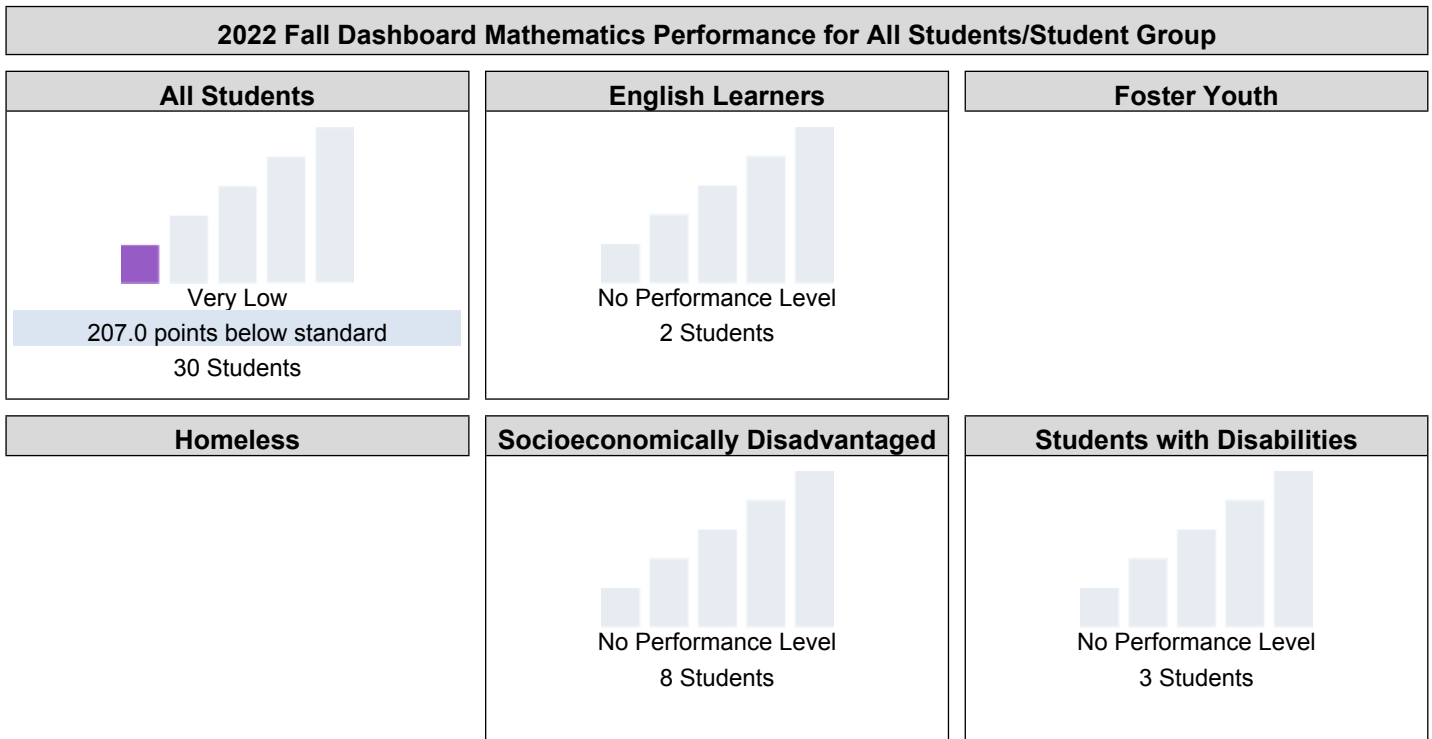 2022 Fall Dashboard Mathematics Performance for All Students/Student Group
All Students
Very Low
207.0 points below standard
30 Students
English Learners
No Performance Level
2 Students
Foster Youth
Homeless
Socioeconomically Disadvantaged
No Performance Level
8 Students
Students with Disabilities
No Performance Level
3 Students